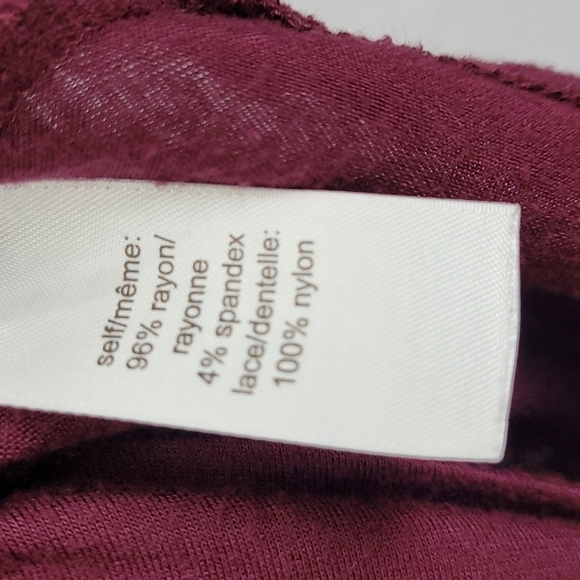 self/même:
96% rayon/
rayonne
4% spandex
lace/dentelle:
100% nylon